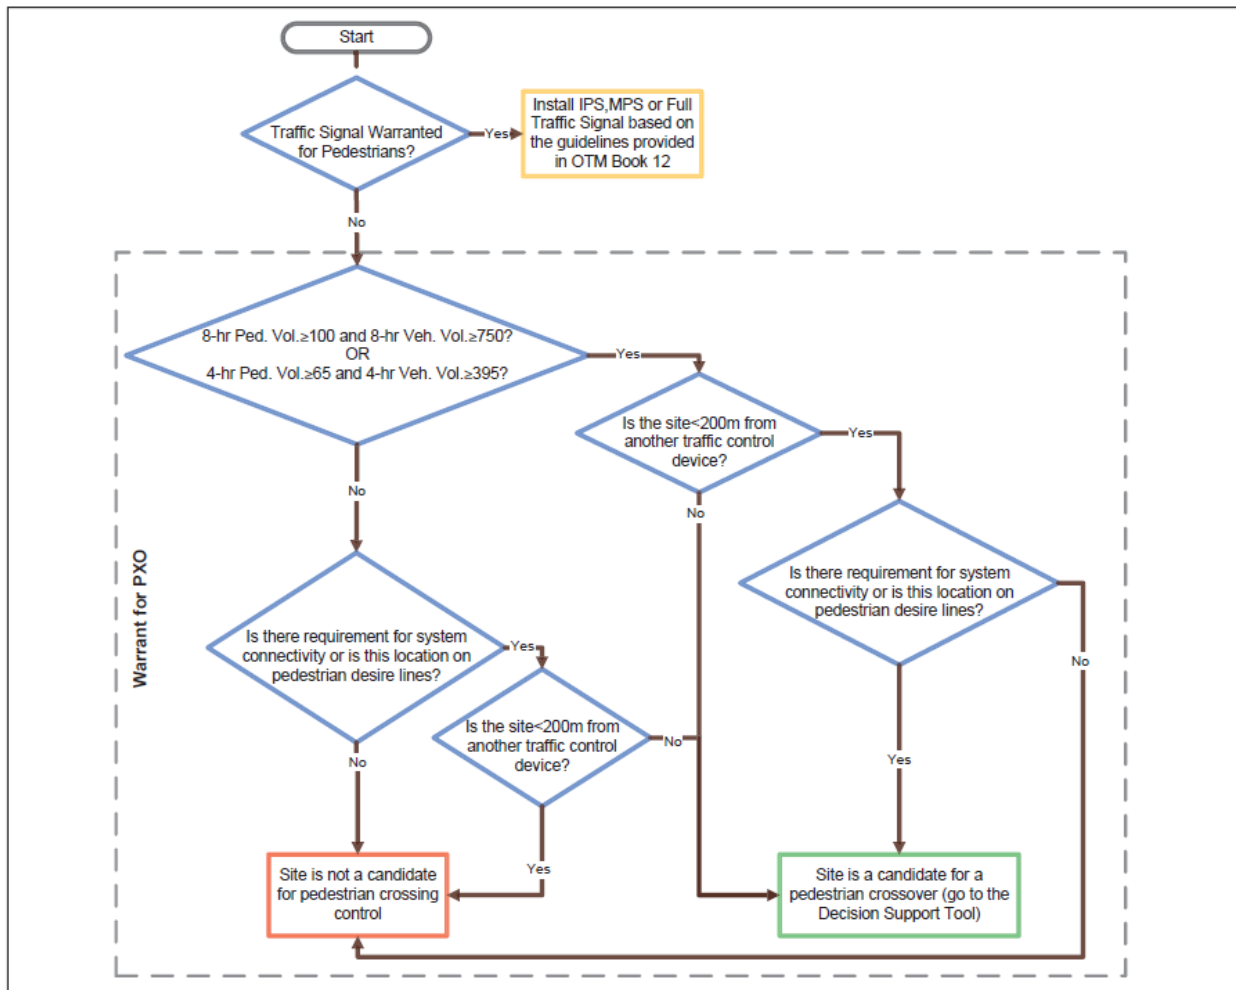 Start
Traffic Signal Warranted
for Pedestrians?
Yes
Install IPS,MPS or Full
Traffic Signal based on
the guidelines provided
in OTM Book 12
No
8-hr Ped. Vol.≥100 and 8-hr Veh. Vol.≥750?
OR
4-hr Ped. Vol.≥65 and 4-hr Veh. Vol.≥395?
Yes
Is the site<200m from
another traffic control
device?
Yes
No
No
Is there requirement for system
connectivity or is this location on
pedestrian desire lines?
No
Yes
Warrant for PXO
Is there requirement for system
connectivity or is this location on
pedestrian desire lines?
Yes
No
Is the site<200m from
another traffic control
device?
No
Yes
Site is not a candidate
for pedestrian crossing
control
Site is a candidate for a
pedestrian crossover (go to the
Decision Support Tool)